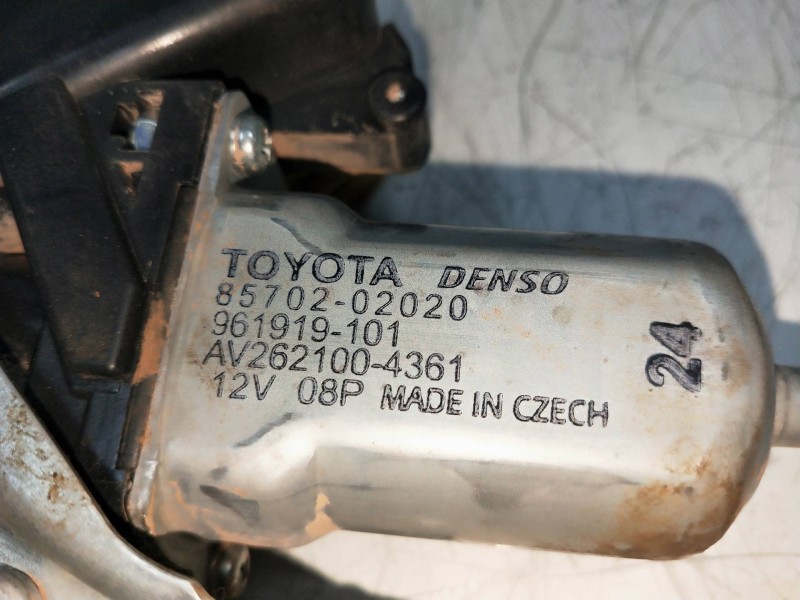 TOYOTA DENSO
85702-02020
961919-101
AV262100-4361
12V 08P MADE IN CZECH
24